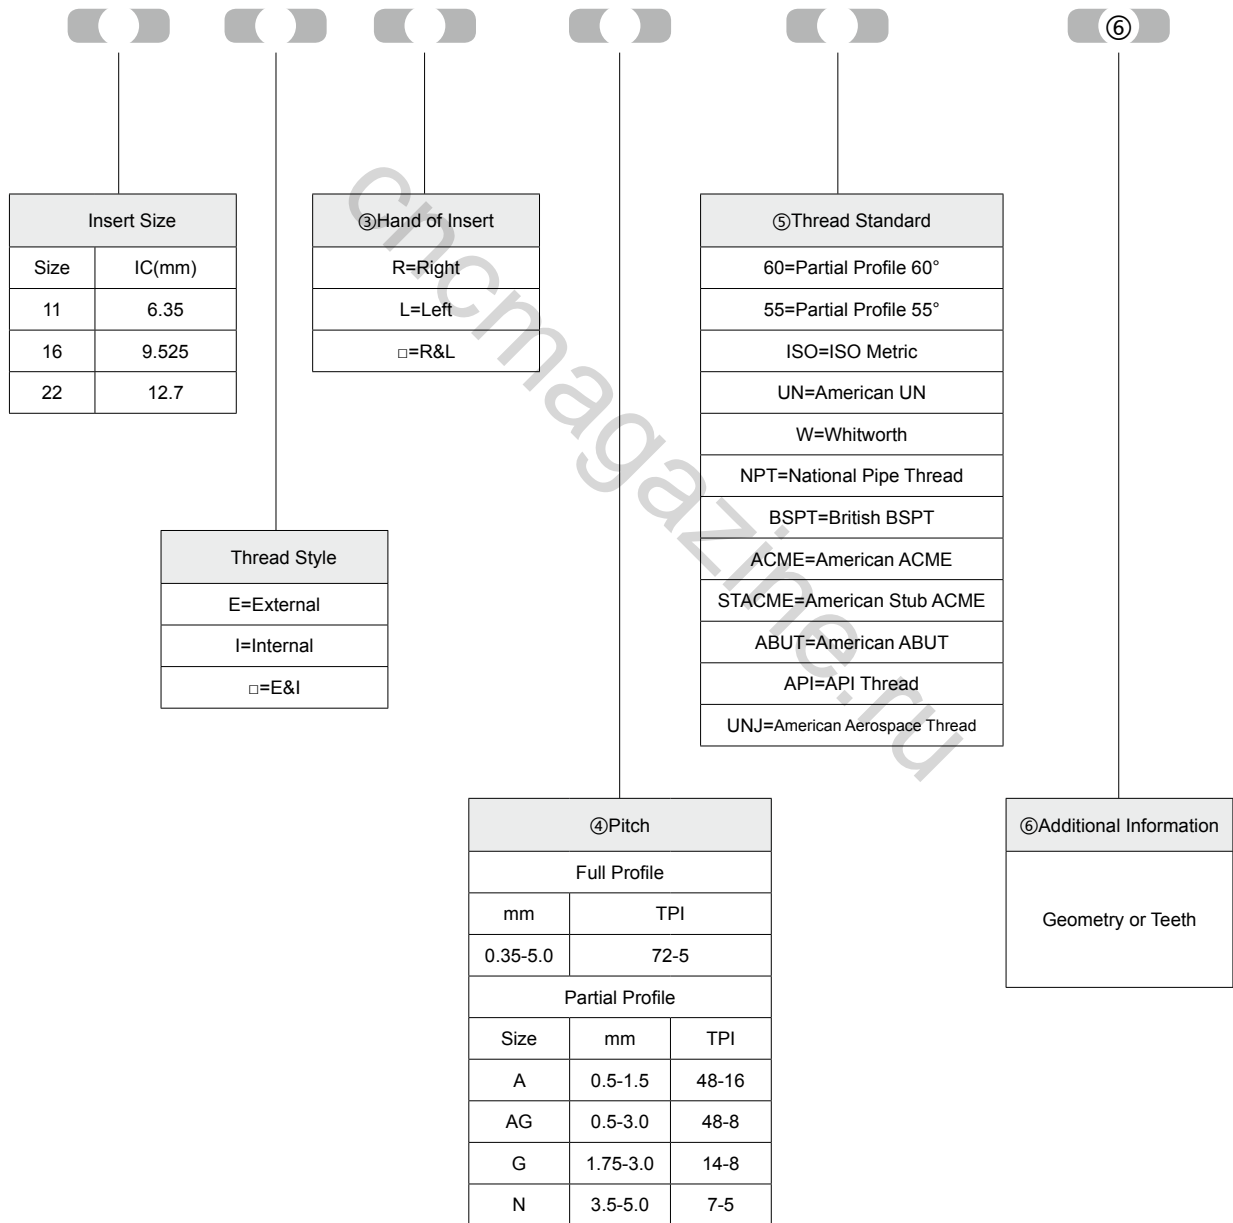 ⑥
Insert Size
Size IC(mm)
11 6.35
16 9.525
22 12.7
Thread Style
E=External
I=Internal
□=E&I
③Hand of Insert
R=Right
L=Left
□=R&L
④Pitch
Full Profile
mm TPI
0.35-5.0 72-5
Partial Profile
Size mm TPI
A 0.5-1.5 48-16
AG 0.5-3.0 48-8
G 1.75-3.0 14-8
N 3.5-5.0 7-5
⑤Thread Standard
60=Partial Profile 60°
55=Partial Profile 55°
ISO=ISO Metric
UN=American UN
W=Whitworth
NPT=National Pipe Thread
BSPT=British BSPT
ACME=American ACME
STACME=American Stub ACME
ABUT=American ABUT
API=API Thread
UNJ=American Aerospace Thread
⑥Additional Information
Geometry or Teeth
cncmagazine.ru